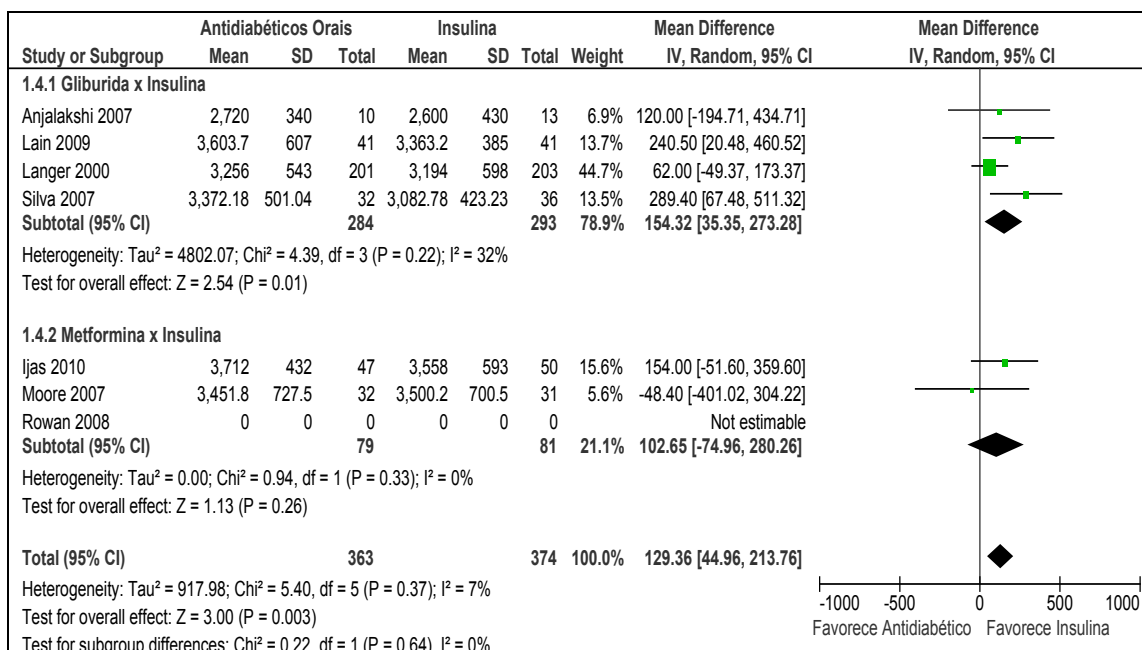 Antidiabéticos Orais Insulina Mean Difference Mean Difference
Study or Subgroup Mean SD Total Mean SD Total Weight IV, Random, 95% CI IV, Random, 95% CI
1.4.1 Gliburida x Insulina
Anjalakshi 2007 2,720 340 10 2,600 430 13 6.9% 120.00 [-194.71, 434.71]
Lain 2009 3,603.7 607 41 3,363.2 385 41 13.7% 240.50 [20.48, 460.52]
Langer 2000 3,256 543 201 3,194 598 203 44.7% 62.00 [-49.37, 173.37]
Silva 2007 3,372.18 501.04 32 3,082.78 423.23 36 13.5% 289.40 [67.48, 511.32]
Subtotal (95% CI) 284 293 78.9% 154.32 [35.35, 273.28]
Heterogeneity: Tau² = 4802.07; Chi² = 4.39, df = 3 (P = 0.22); I² = 32%
Test for overall effect: Z = 2.54 (P = 0.01)
1.4.2 Metformina x Insulina
Ijas 2010 3,712 432 47 3,558 593 50 15.6% 154.00 [-51.60, 359.60]
Moore 2007 3,451.8 727.5 32 3,500.2 700.5 31 5.6% -48.40 [-401.02, 304.22]
Rowan 2008 0 0 0 0 0 0 Not estimable
Subtotal (95% CI) 79 81 21.1% 102.65 [-74.96, 280.26]
Heterogeneity: Tau² = 0.00; Chi² = 0.94, df = 1 (P = 0.33); I² = 0%
Test for overall effect: Z = 1.13 (P = 0.26)
Total (95% CI) 363 374 100.0% 129.36 [44.96, 213.76]
Heterogeneity: Tau² = 917.98; Chi² = 5.40, df = 5 (P = 0.37); I² = 7%
Test for overall effect: Z = 3.00 (P = 0.003)
Test for subgroup differences: Chi² = 0.22, df = 1 (P = 0.64), I² = 0%
-1000 -500 0 500 1000
Favorece Antidiabético Favorece Insulina